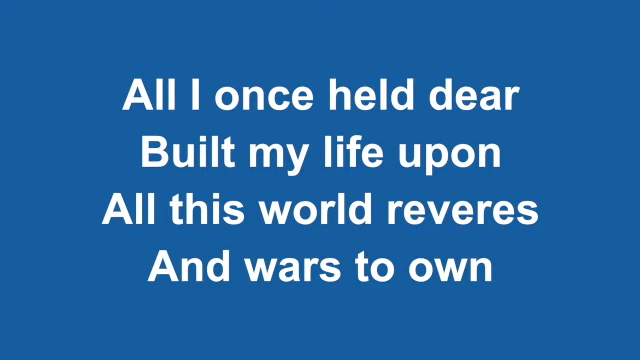 All I once held dear
Built my life upon
All this world reveres
And wars to own